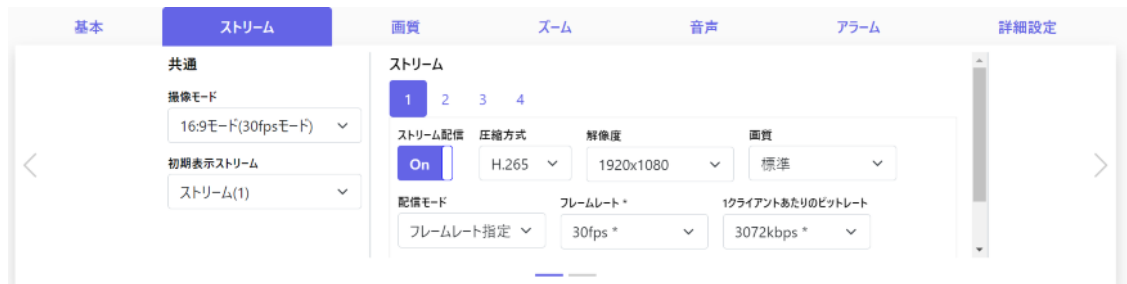 基本 ストリーム 画質 ズーム 音声 アラーム 詳細設定
共通
撮像モード
16:9モード(30fpsモード)
初期表示ストリーム
ストリーム(1)
ストリーム
1 2 3 4
ストリーム配信 圧縮方式 解像度 画質
On H.265 1920x1080 標準
配信モード フレームレート * 1クライアントあたりのビットレート
フレームレート指定 30fps * 3072kbps *